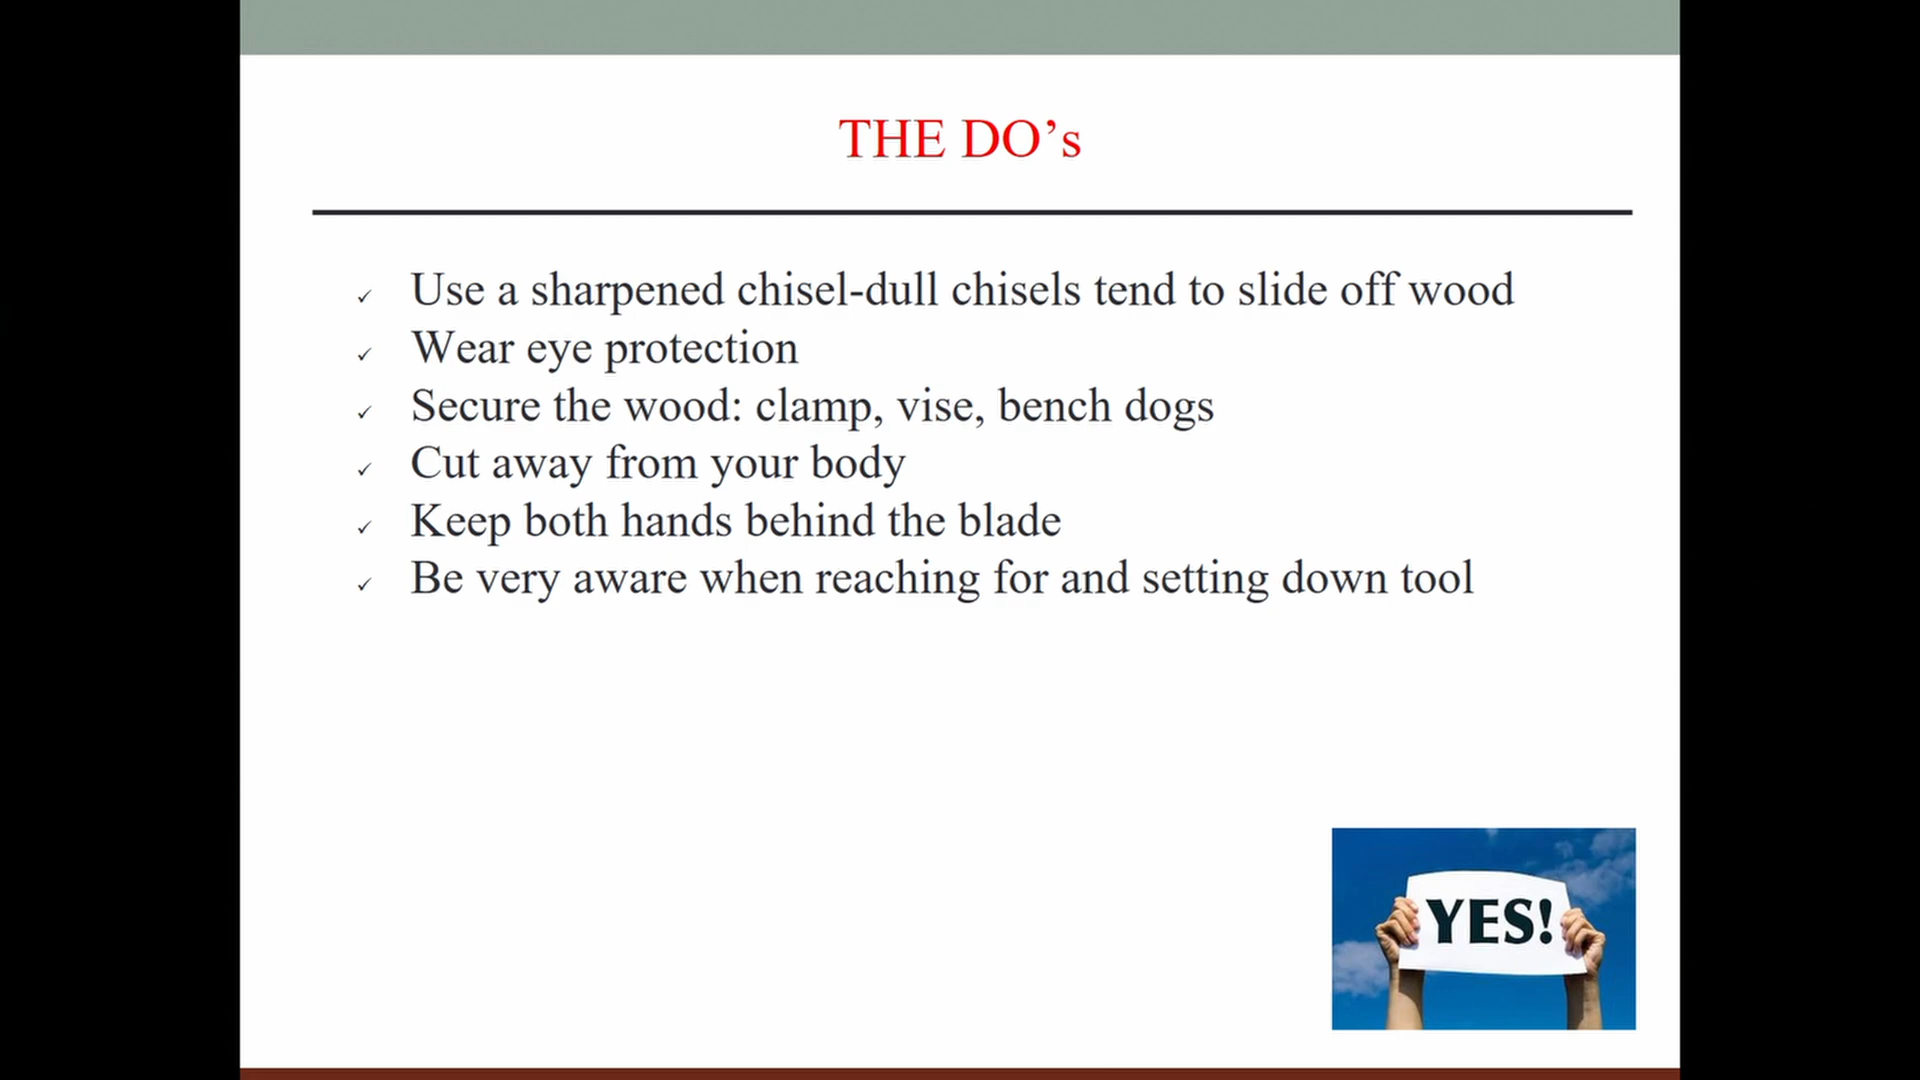 THE DO’s
✓ Use a sharpened chisel-dull chisels tend to slide off wood
✓ Wear eye protection
✓ Secure the wood: clamp, vise, bench dogs
✓ Cut away from your body
✓ Keep both hands behind the blade
✓ Be very aware when reaching for and setting down tool
YES!